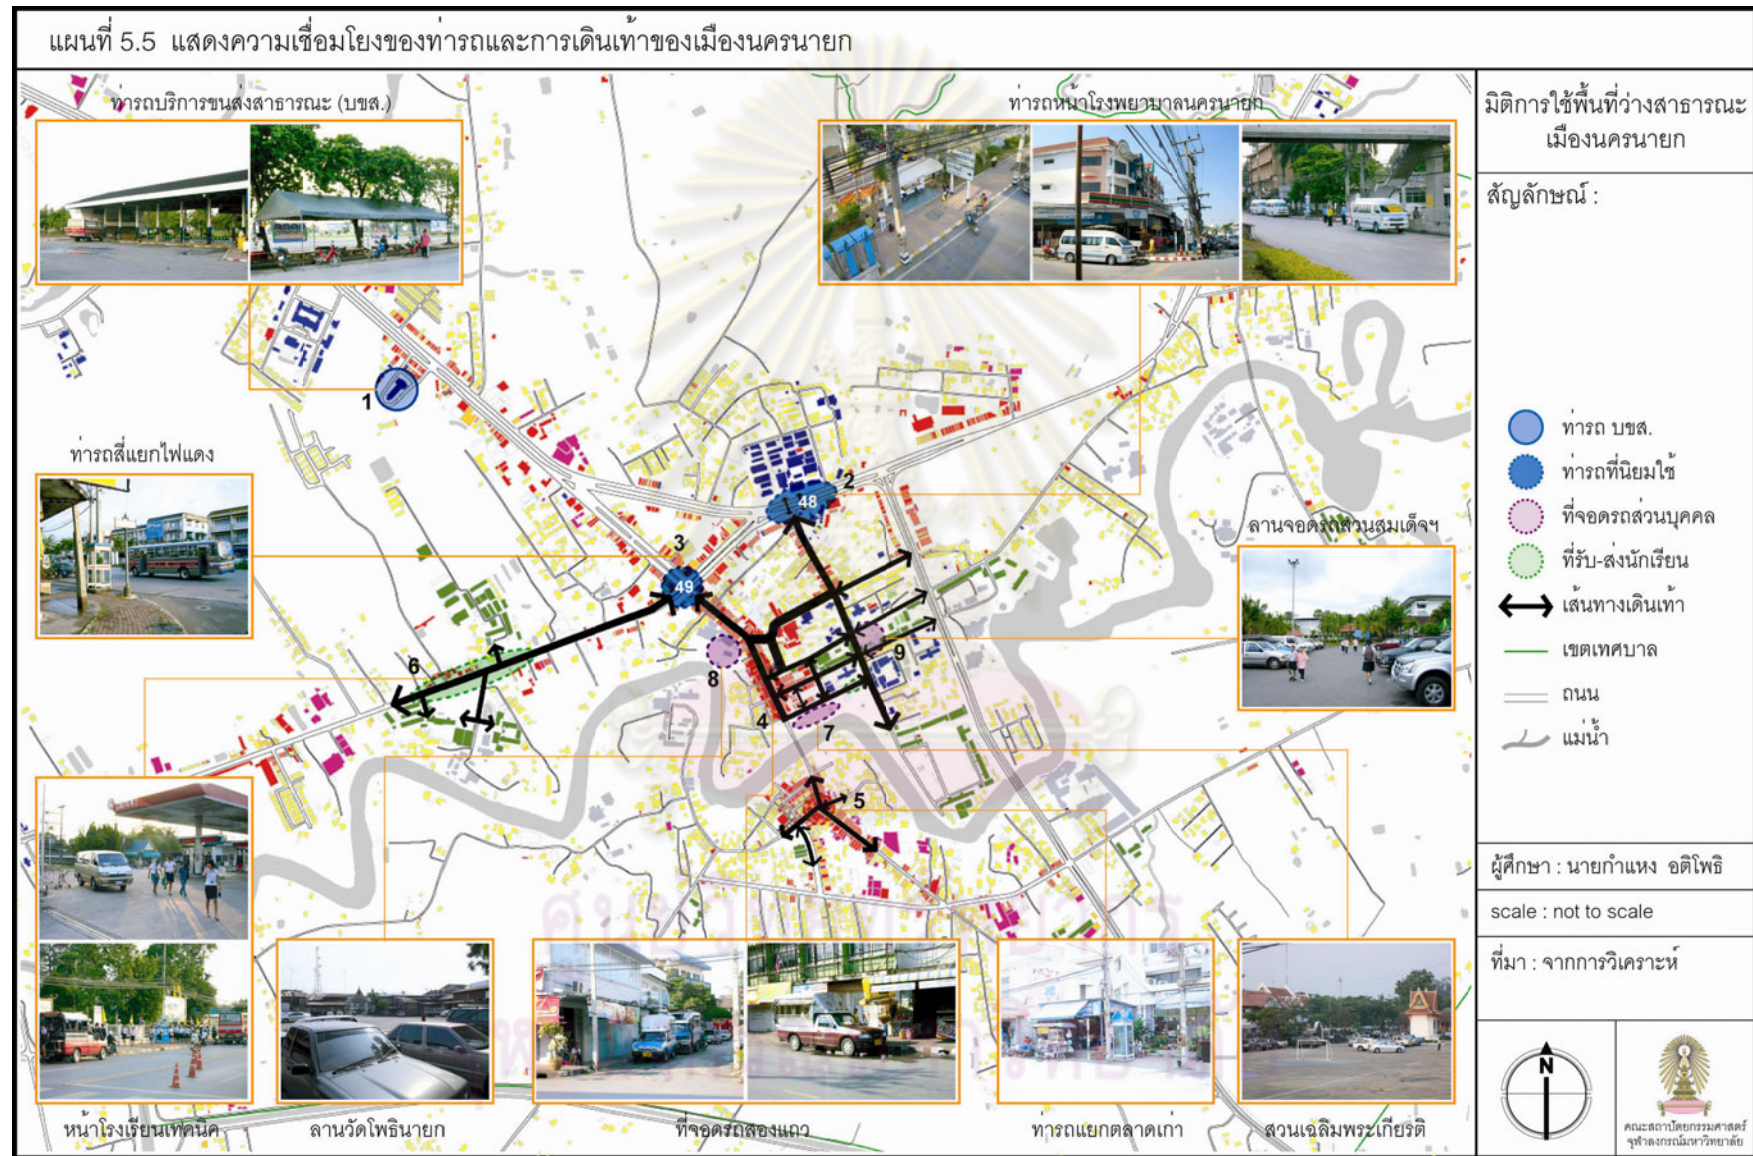 แผนที่ 5.5 แสดงความเชื่อมโยงของท่ารถและการเดินเท้าของเมืองนครนายก
ท่ารถบริการขนส่งสาธารณะ (บขส.)
ท่ารถหน้าโรงพยาบาลนครนายก
มิติการใช้พื้นที่ว่างสาธารณะ
เมืองนครนายก
สัญลักษณ์ :
1
ท่ารถสี่แยกไฟแดง
2
48
3
49
ลานจอดรถสวนสมเด็จฯ
6
8
9
4
7
5
ท่ารถ บขส.
ท่ารถที่นิยมใช้
ที่จอดรถส่วนบุคคล
ที่รับ-ส่งนักเรียน
เส้นทางเดินเท้า
เขตเทศบาล
ถนน
แม่น้ำ
ผู้ศึกษา : นายกำแหง อติโพธิ
scale : not to scale
ที่มา : จากการวิเคราะห์
N
คณะสถาปัตยกรรมศาสตร์
จุฬาลงกรณ์มหาวิทยาลัย
หน้าโรงเรียนเทคนิค
ลานวัดโพธินายก
ที่จอดรถสองแถว
ท่ารถแยกตลาดเก่า
สวนเฉลิมพระเกียรติ